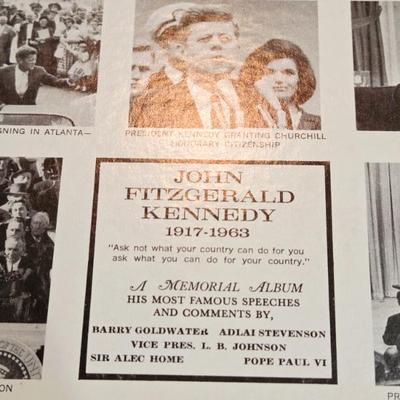 NING IN ATLANTA—
PRESIDENT KENNEDY GRANTING CHURCHILL
HONORARY CITIZENSHIP
JOHN
FITZGERALD
KENNEDY
1917-1963
"Ask not what your country can do for you
ask what you can do for your country."
A MEMORIAL ALBUM
HIS MOST FAMOUS SPEECHES
AND COMMENTS BY,
BARRY GOLDWATER ADLAI STEVENSON
VICE PRES. L. B. JOHNSON
SIR ALEC HOME POPE PAUL VI
ON
PR